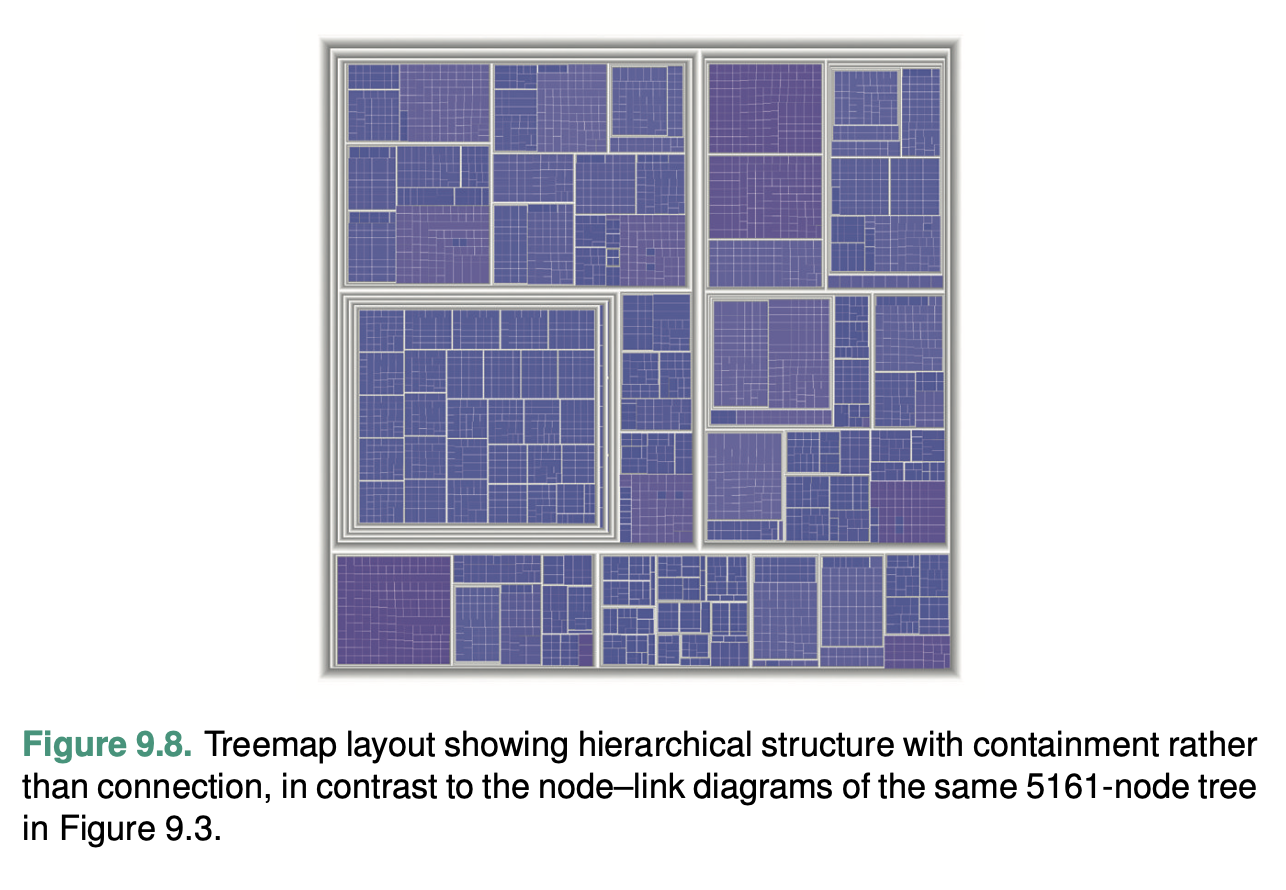 Figure 9.8. Treemap layout showing hierarchical structure with containment rather
than connection, in contrast to the node–link diagrams of the same 5161-node tree
in Figure 9.3.